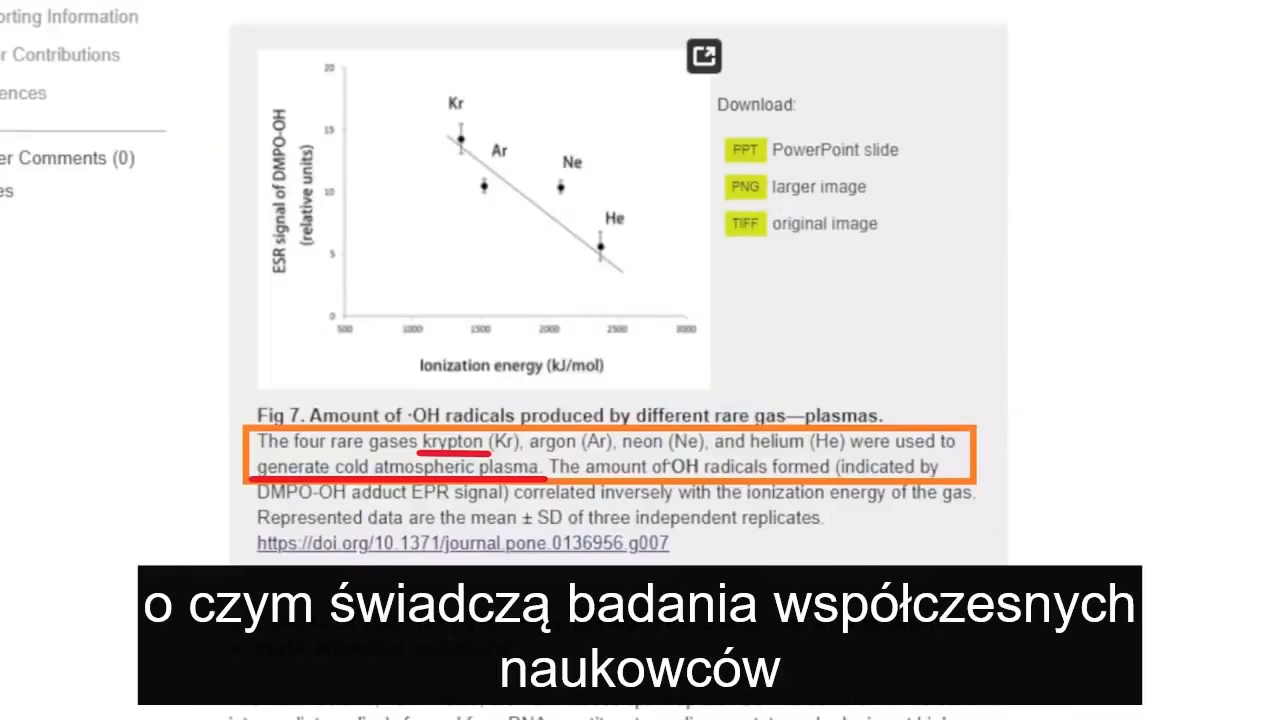 orting Information
r Contributions
ences
er Comments (0)
es
20
15
10
5
0
500
1000
1500
2000
2500
3000
ESR signal of DMPO-OH
(relative units)
Kr
Ar
Ne
He
Ionization energy (kJ/mol)
Download:
PPT PowerPoint slide
PNG larger image
TIFF original image
Fig 7. Amount of ·OH radicals produced by different rare gas—plasmas.
The four rare gases krypton (Kr), argon (Ar), neon (Ne), and helium (He) were used to
generate cold atmospheric plasma. The amount of·OH radicals formed (indicated by
DMPO-OH adduct EPR signal) correlated inversely with the ionization energy of the gas.
Represented data are the mean ± SD of three independent replicates.
https://doi.org/10.1371/journal.pone.0136956.g007
o czym świadczą badania współczesnych
naukowców